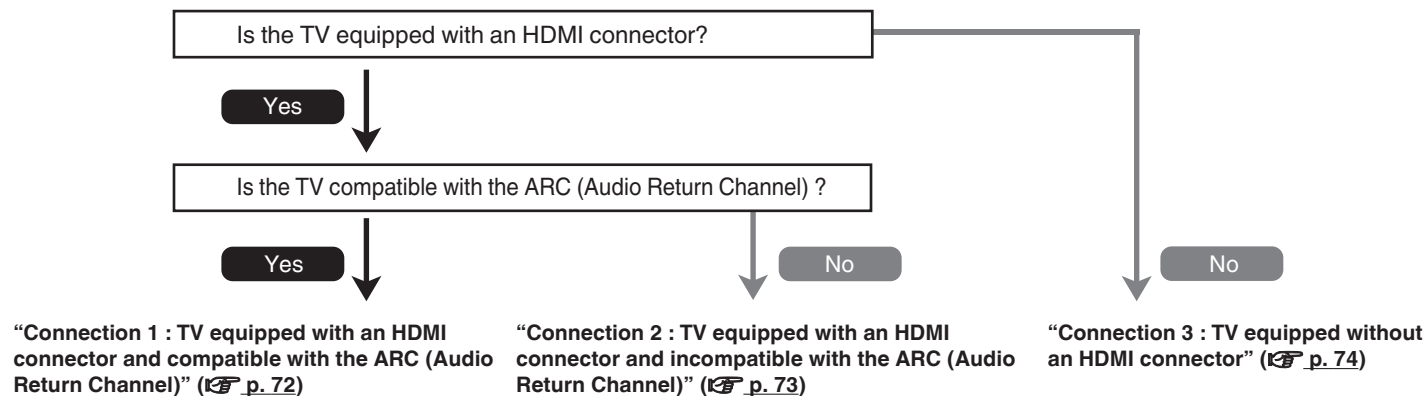 Is the TV equipped with an HDMI connector?
Yes
Is the TV compatible with the ARC (Audio Return Channel) ?
Yes
No
No
“Connection 1 : TV equipped with an HDMI
connector and compatible with the ARC (Audio
Return Channel)” (☞ p. 72)
“Connection 2 : TV equipped with an HDMI
connector and incompatible with the ARC (Audio
Return Channel)” (☞ p. 73)
“Connection 3 : TV equipped without
an HDMI connector” (☞ p. 74)